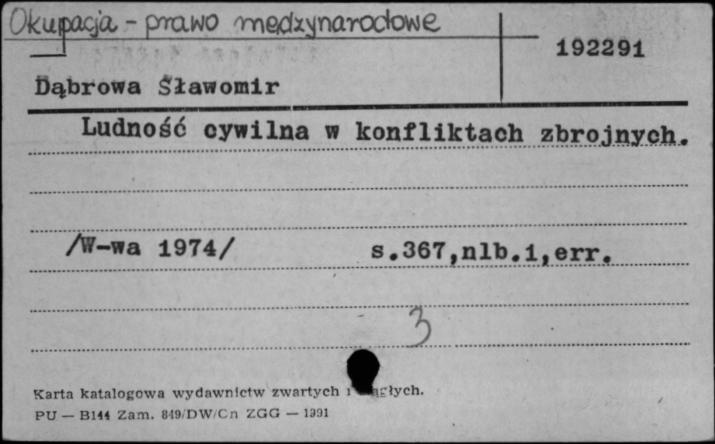 Okupacja - prawo medzynarodowe
192291
Dąbrowa Sławomir
Ludność cywilna w konfliktach zbrojnych.
/W-wa 1974/ s.367,nlb.1,err.
3
Karta katalogowa wydawnictw zwartych i
PU — B144 Zam. 849/DW/Cn ZGG — 1991